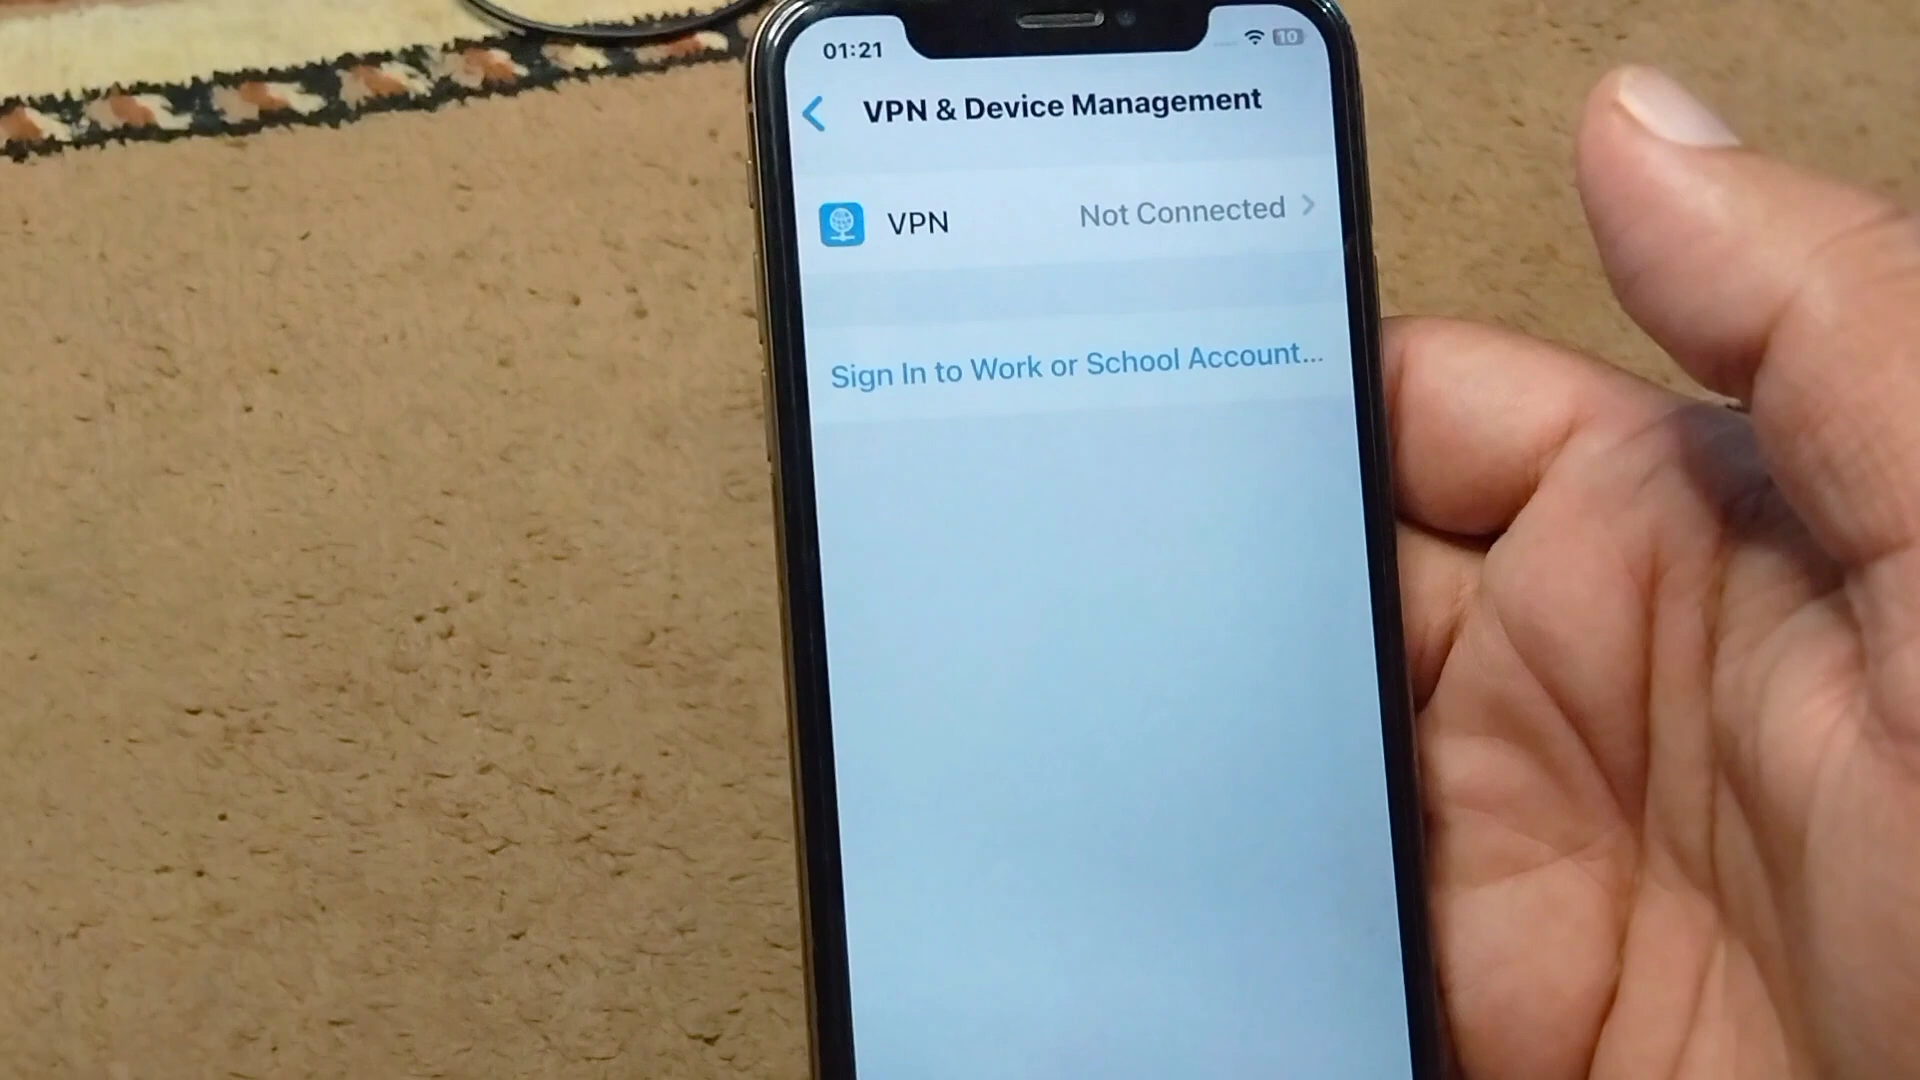 01:21
10
VPN & Device Management
VPN Not Connected
Sign In to Work or School Account...